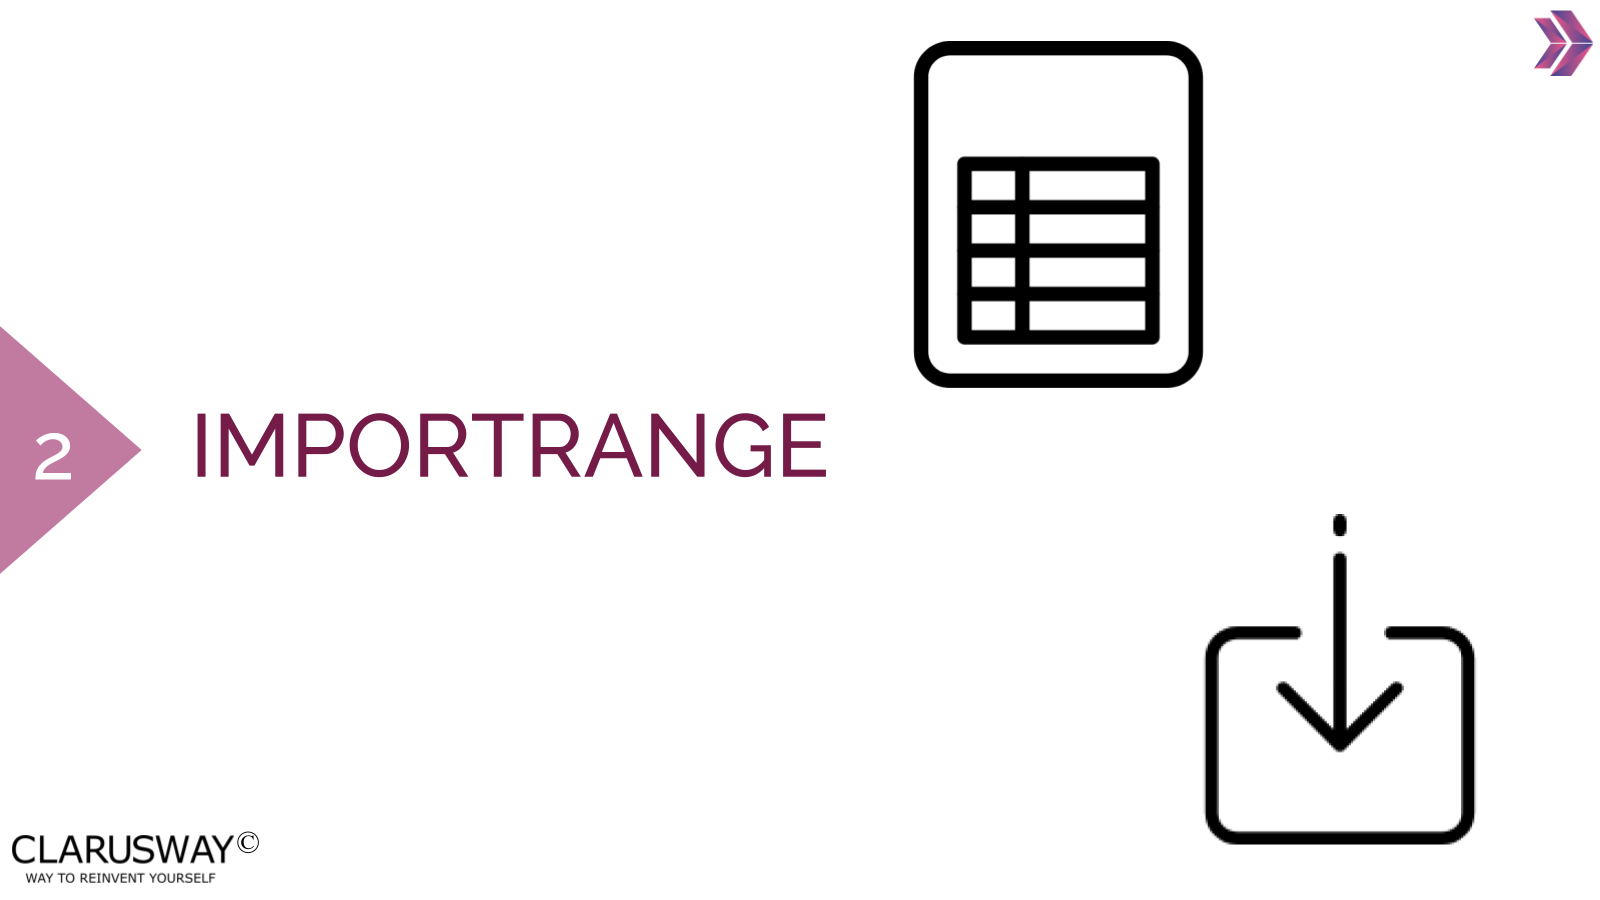 2
IMPORTRANGE
CLARUSWAY©
WAY TO REINVENT YOURSELF